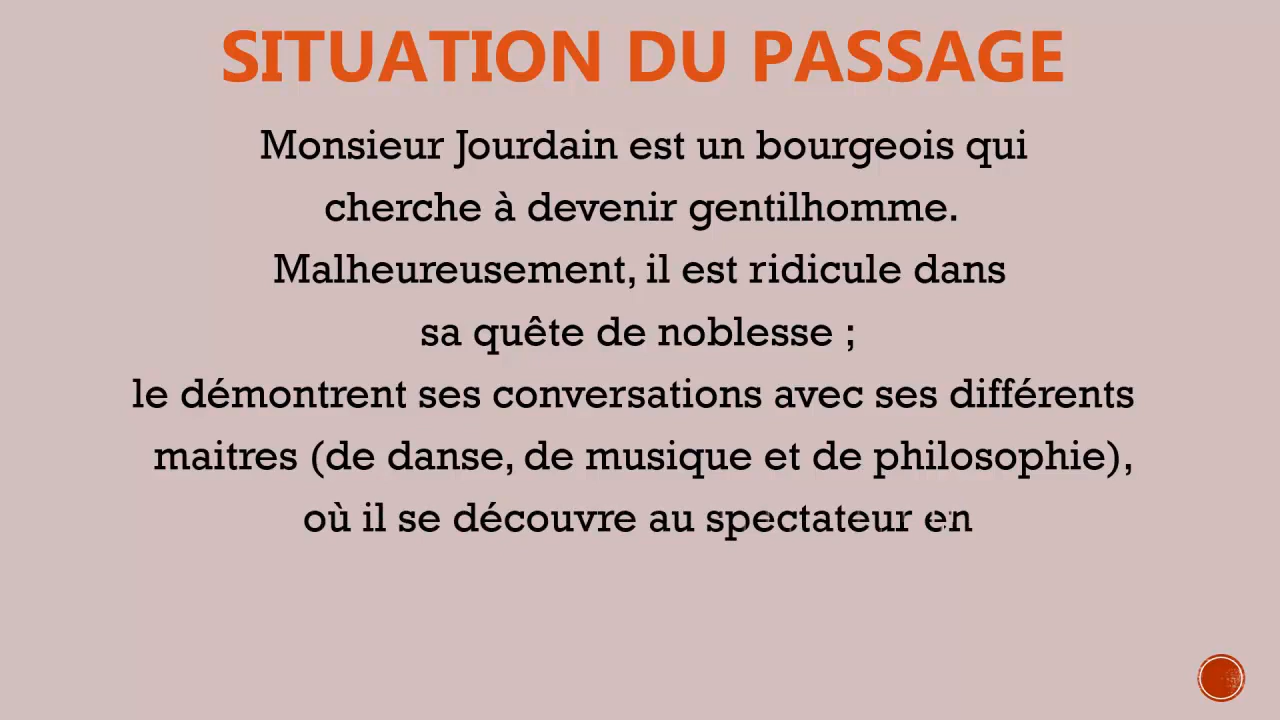 SITUATION DU PASSAGE
Monsieur Jourdain est un bourgeois qui
cherche à devenir gentilhomme.
Malheureusement, il est ridicule dans
sa quête de noblesse ;
le démontrent ses conversations avec ses différents
maitres (de danse, de musique et de philosophie),
où il se découvre au spectateur en